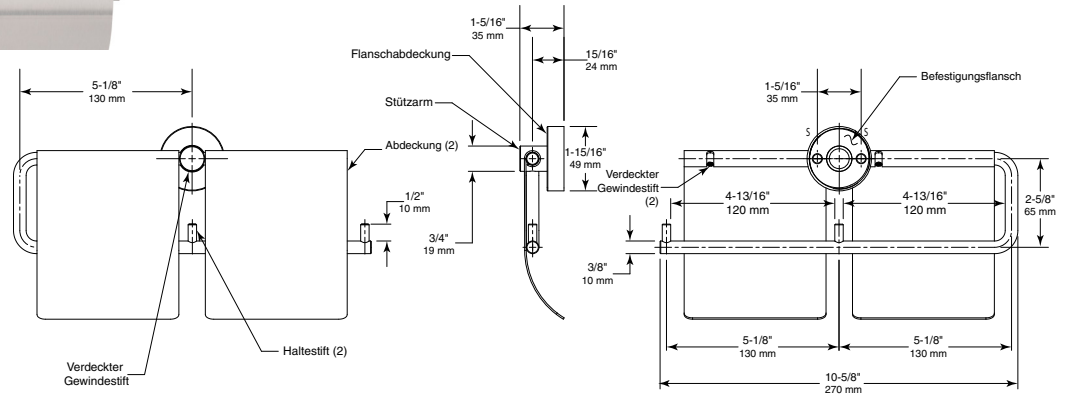 5-1/8"
130 mm
Verdeckter
Gewindestift
Haltestift (2)
Abdeckung (2)
1/2"
10 mm
1-5/16"
35 mm
Flanschabdeckung
15/16"
24 mm
Stützarm
1-15/16"
49 mm
3/4"
19 mm
1-5/16"
35 mm
Befestigungsflansch
S
S
Verdeckter
Gewindestift
(2)
4-13/16"
120 mm
4-13/16"
120 mm
2-5/8"
65 mm
3/8"
10 mm
5-1/8"
130 mm
5-1/8"
130 mm
10-5/8"
270 mm